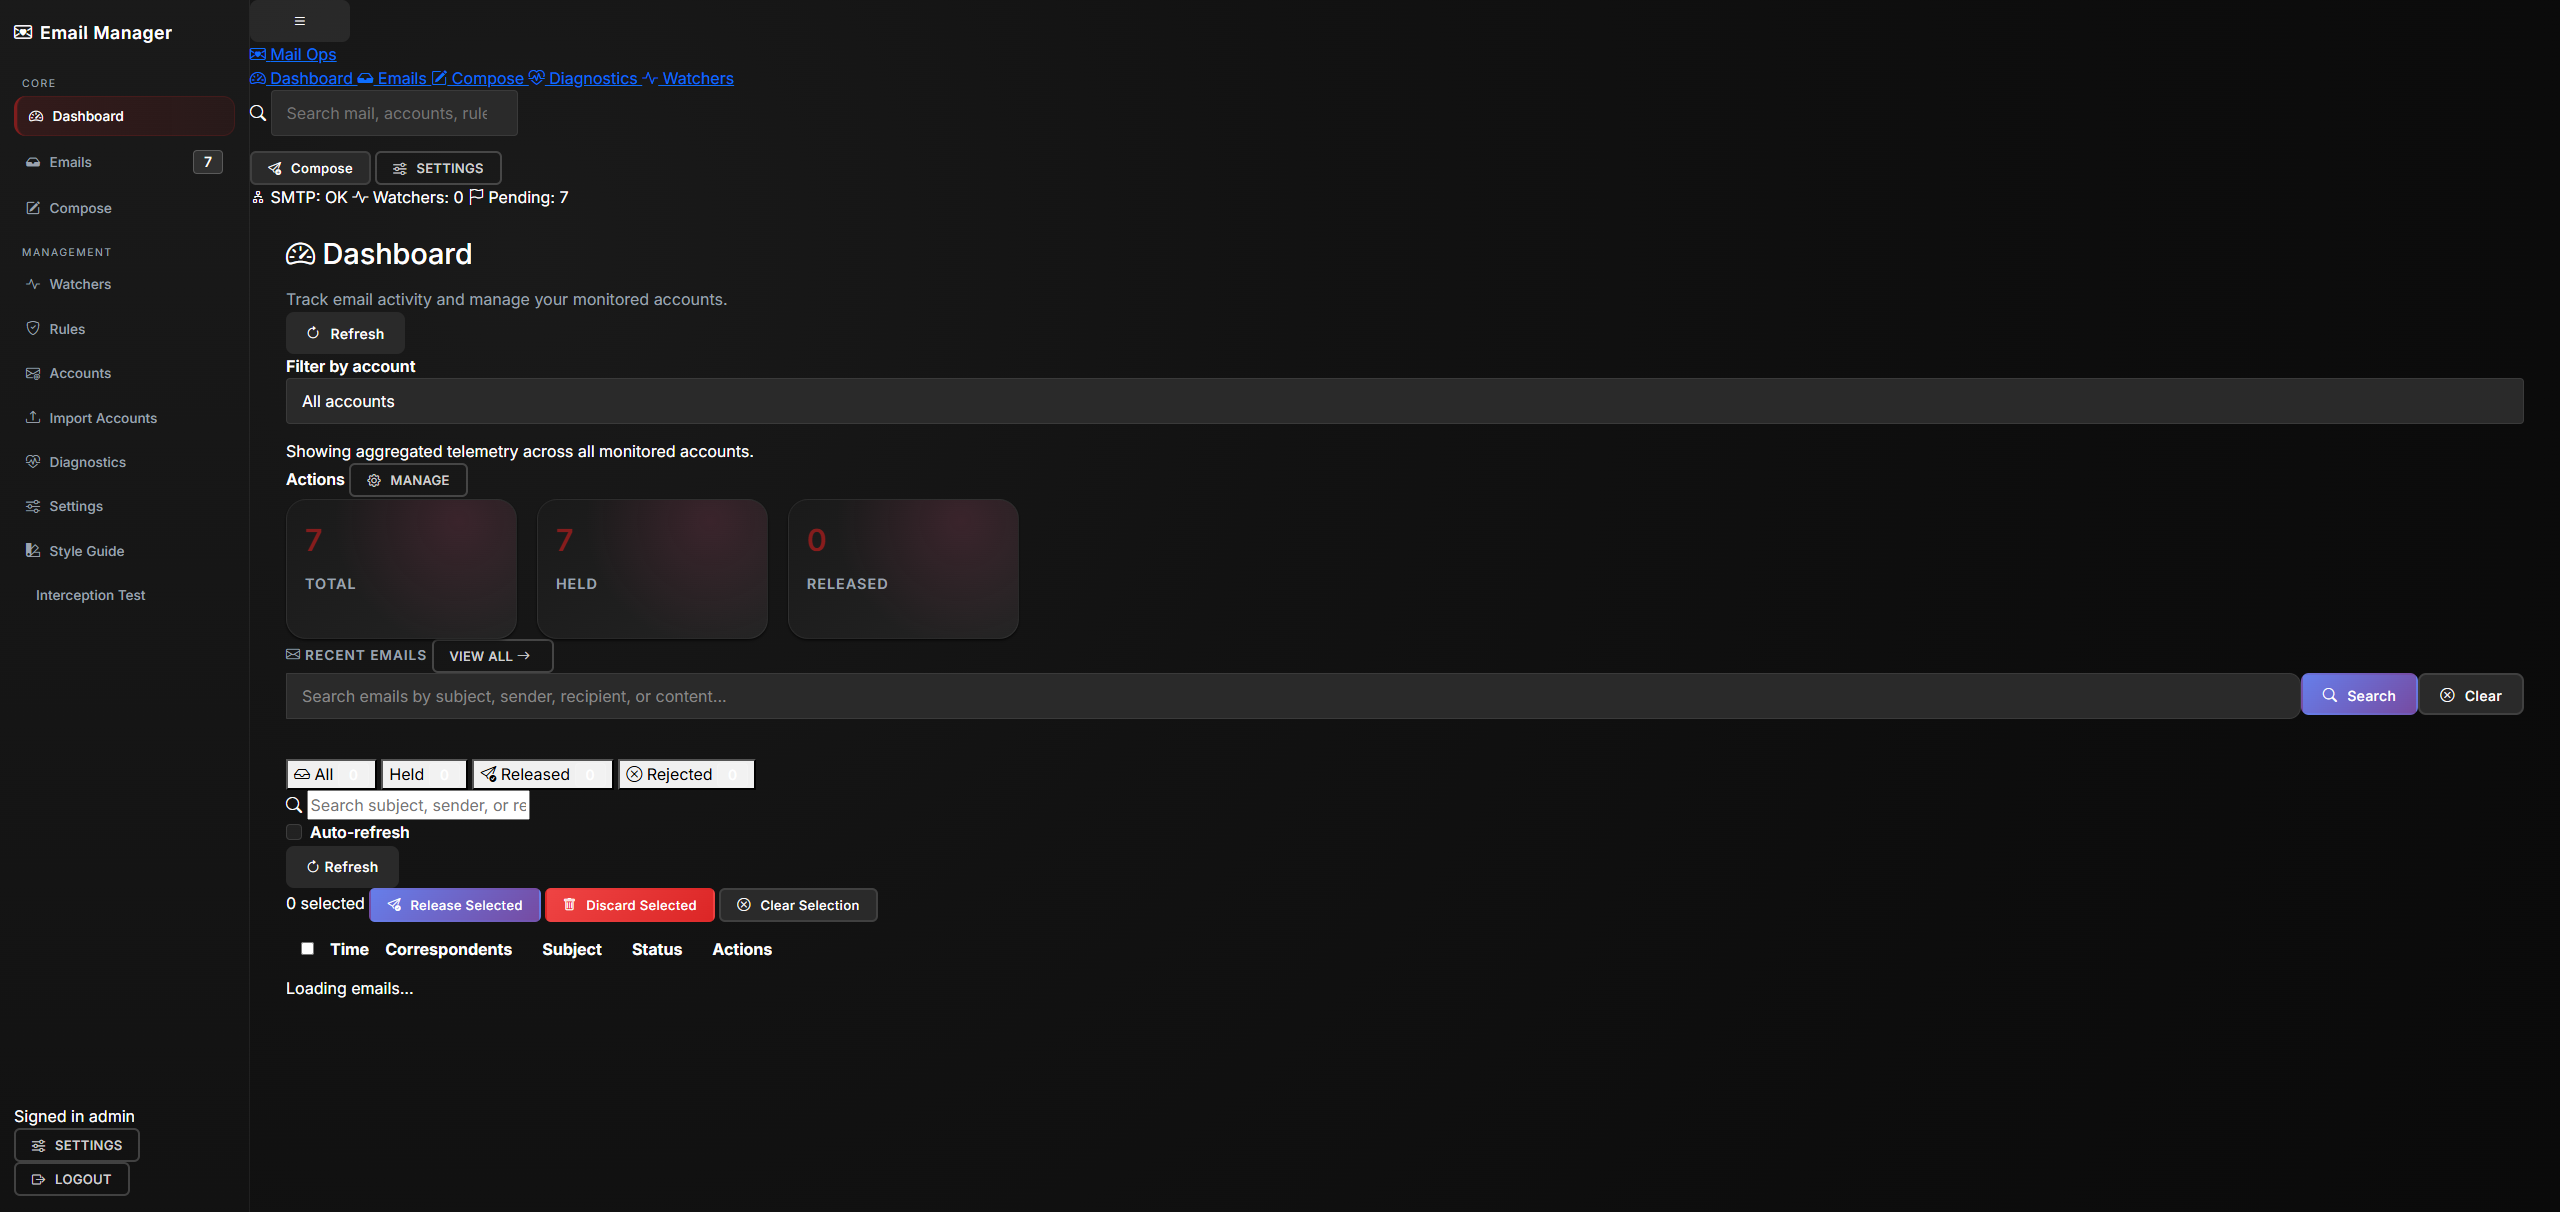 Email Manager
CORE
Dashboard
Emails 7
Compose
MANAGEMENT
Watchers
Rules
Accounts
Import Accounts
Diagnostics
Settings
Style Guide
Interception Test
Signed in admin
SETTINGS
LOGOUT
Mail Ops
Dashboard Emails Compose Diagnostics Watchers
Search mail, accounts, rule
Compose SETTINGS
SMTP: OK Watchers: 0 Pending: 7
Dashboard
Track email activity and manage your monitored accounts.
Refresh
Filter by account
All accounts
Showing aggregated telemetry across all monitored accounts.
Actions MANAGE
7 7 0
TOTAL HELD RELEASED
RECENT EMAILS VIEW ALL →
Search emails by subject, sender, recipient, or content... Search Clear
All 0 Held 0 Released 0 Rejected 0
Search subject, sender, or re
Auto-refresh
Refresh
0 selected Release Selected Discard Selected Clear Selection
Time Correspondents Subject Status Actions
Loading emails...